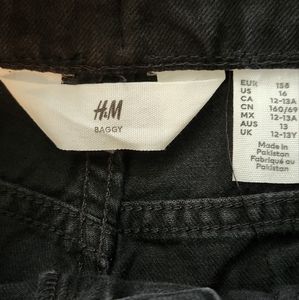 H&M
BAGGY
EUR 158
US 16
CA 12-13A
CN 160/69
MX 12-13A
AUS 13
UK 12-13Y
Made in
Pakistan
Fabriqué au
Pakistan